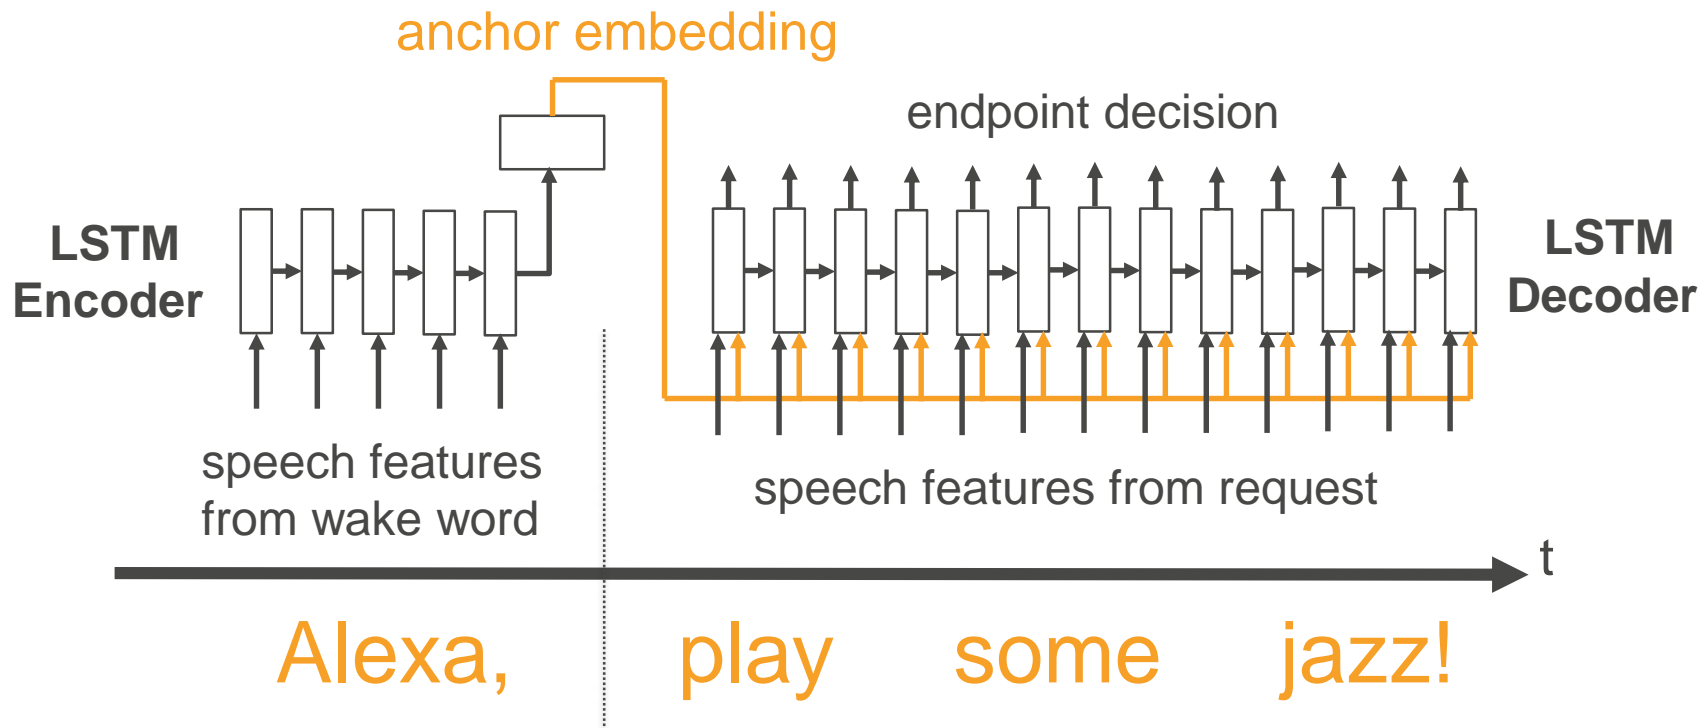 anchor embedding
endpoint decision
LSTM
Encoder
LSTM
Decoder
speech features
from wake word
speech features from request
t
Alexa, play some jazz!